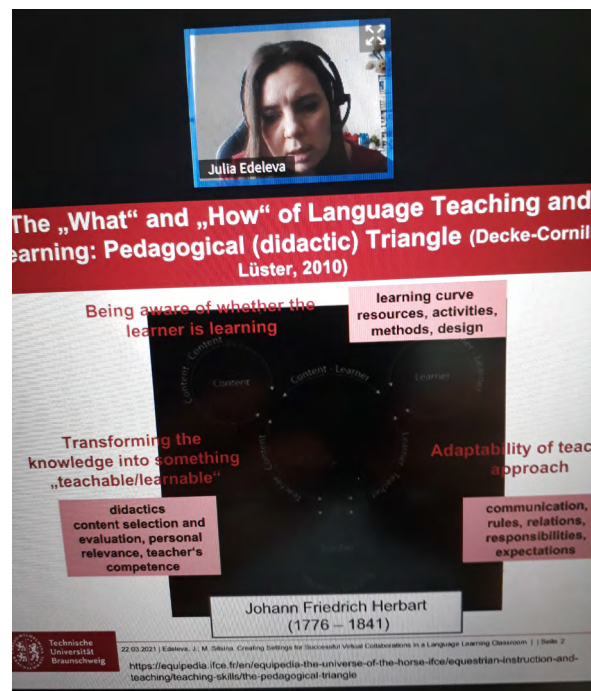 Julia Edeleva
The „What“ and „How“ of Language Teaching and
earning: Pedagogical (didactic) Triangle (Decke-Cornil
Lüster, 2010)
Being aware of whether the
learner is learning
learning curve
resources, activities,
methods, design
Content - Content
Content
Content - Learner
Learner
Transforming the
knowledge into something
„teachable/learnable“
Adaptability of teac
approach
didactics
content selection and
evaluation, personal
relevance, teacher's
competence
communication,
rules, relations,
responsibilities,
expectations
Teacher
Johann Friedrich Herbart
(1776 – 1841)
Technische
Universität
Braunschweig
22.03.2021 | Edeleva, J.; M. Creating Settings for Successful Virtual Collaborations in a Language Learning Classroom | | Seite 2
https://equipedia.ifce.fr/en/equipedia-the-universe-of-the-horse-ifce/equestrian-instruction-and-
teaching/teaching-skills/the-pedagogical-triangle